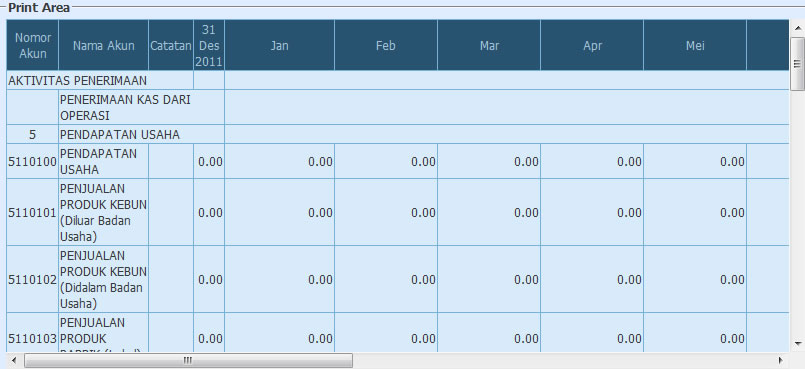 Print Area
Nomor Akun Nama Akun Catatan 31 Des 2011 Jan Feb Mar Apr Mei
AKTIVITAS PENERIMAAN
PENERIMAAN KAS DARI
OPERASI
5 PENDAPATAN USAHA
5110100 PENDAPATAN USAHA 0.00 0.00 0.00 0.00 0.00 0.00
5110101 PENJUALAN PRODUK KEBUN (Diluar Badan Usaha) 0.00 0.00 0.00 0.00 0.00 0.00
5110102 PENJUALAN PRODUK KEBUN (Didalam Badan Usaha) 0.00 0.00 0.00 0.00 0.00 0.00
5110103 PENJUALAN PRODUK 0.00 0.00 0.00 0.00 0.00 0.00